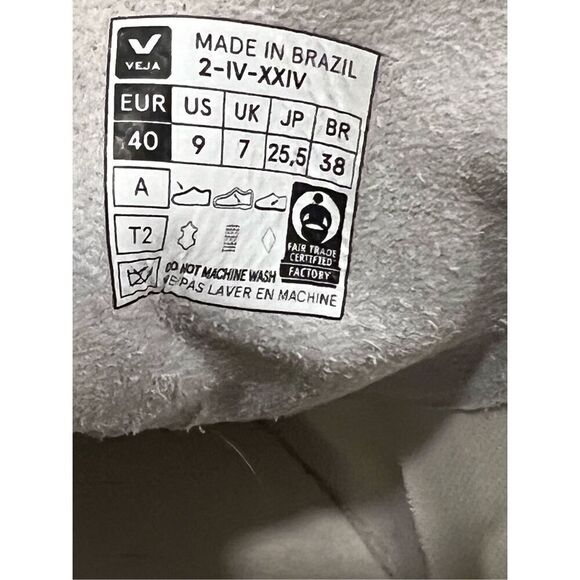 VEJA
MADE IN BRAZIL
2-IV-XXIV
EUR US UK JP BR
40 9 7 25,5 38
A
T2
FAIR TRADE
CERTIFIED™
FACTORY
DO NOT MACHINE WASH
NE PAS LAVER EN MACHINE